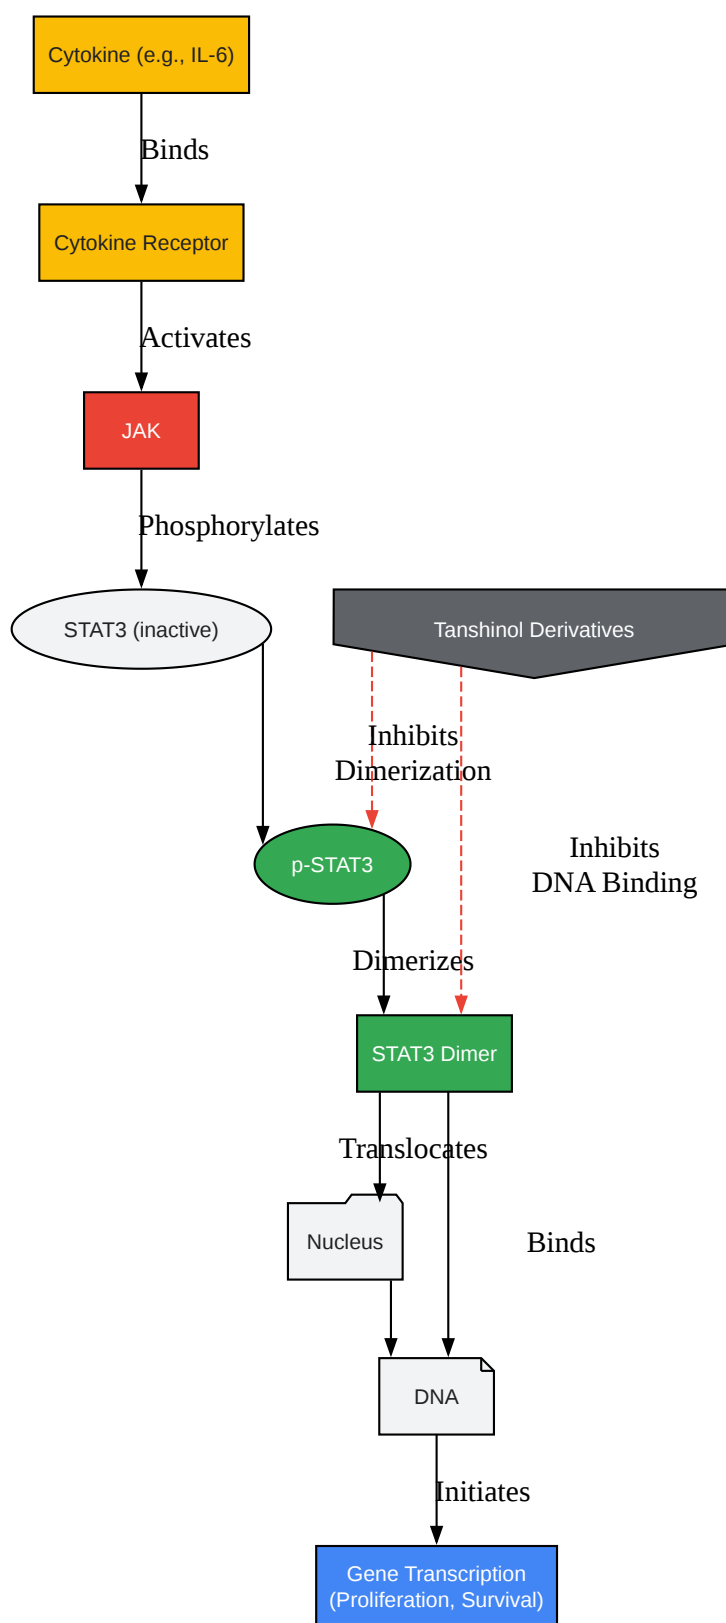 Cytokine (e.g., IL-6)
Binds
Cytokine Receptor
Activates
JAK
Phosphorylates
STAT3 (inactive)
Tanshinol Derivatives
Inhibits
Dimerization
Inhibits
DNA Binding
p-STAT3
Dimerizes
STAT3 Dimer
Translocates
Nucleus
Binds
DNA
Initiates
Gene Transcription
(Proliferation, Survival)